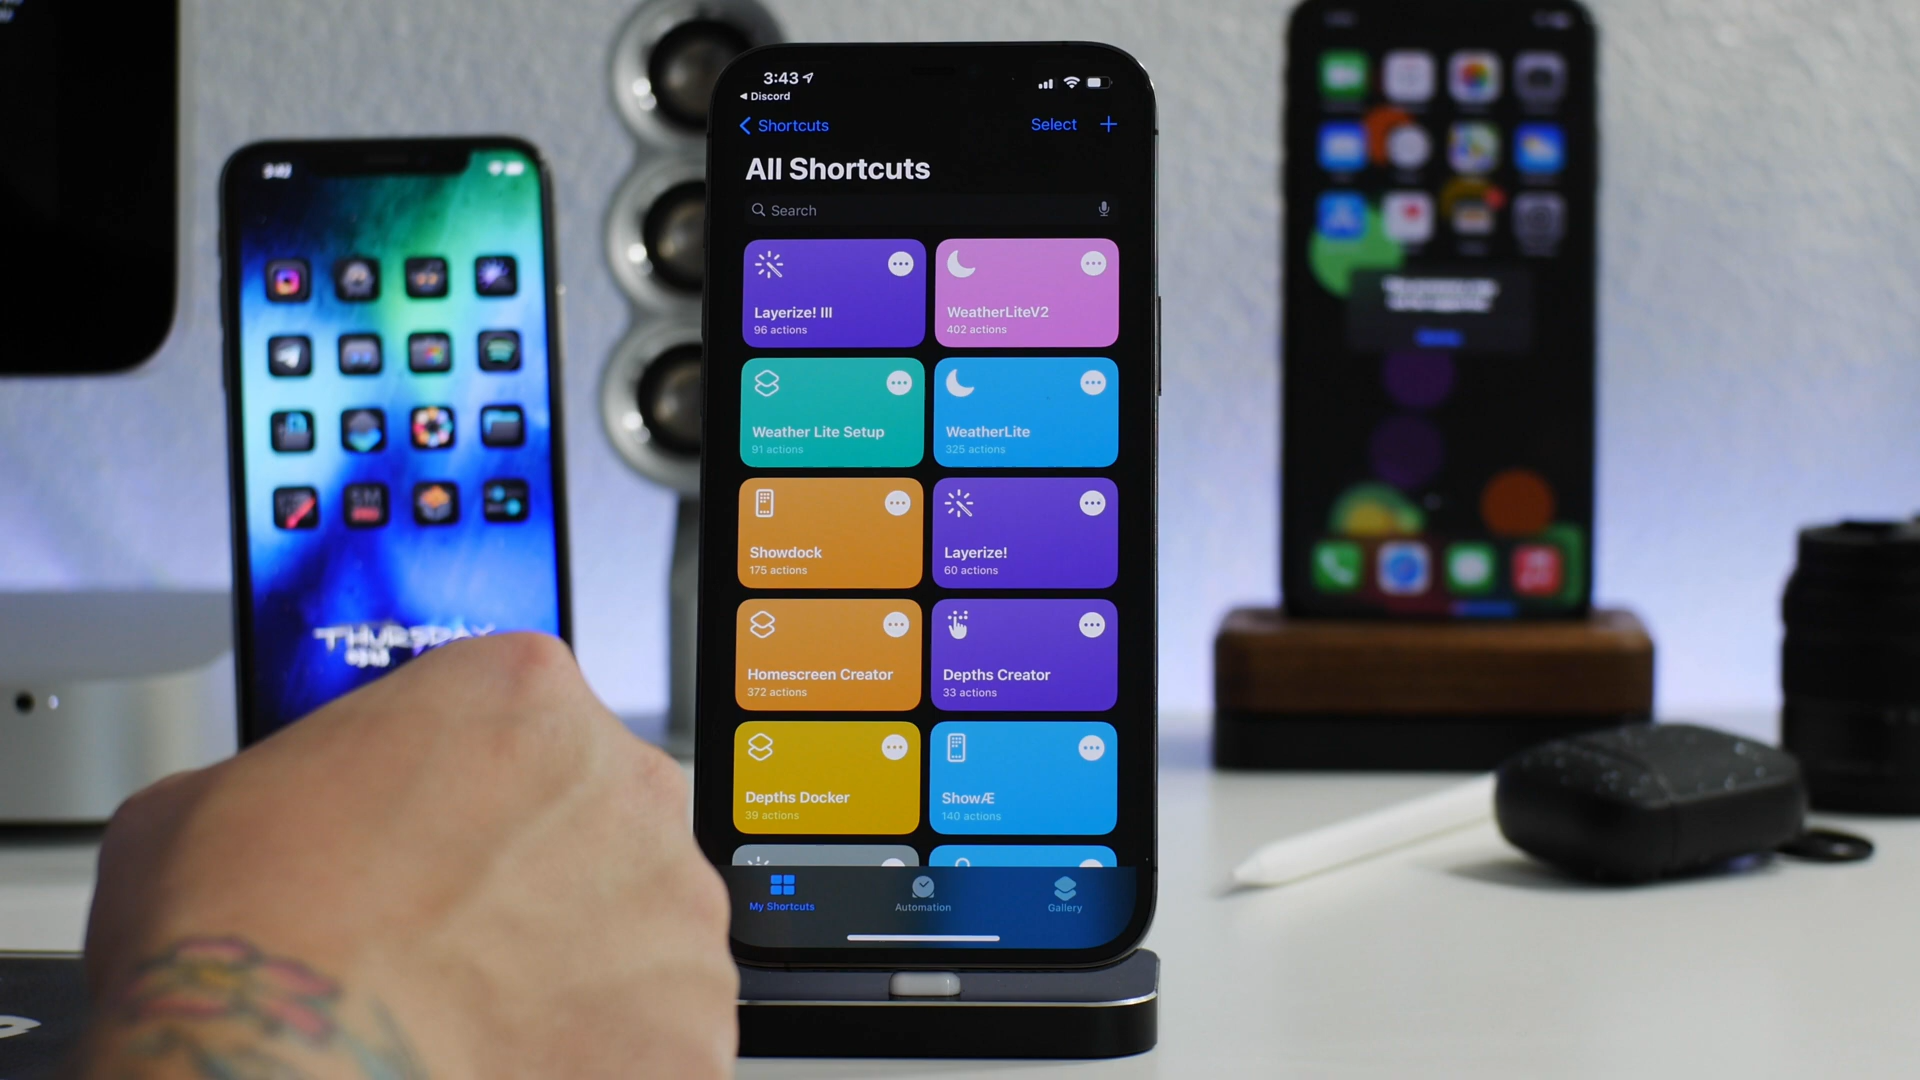 3:43
Discord
Shortcuts
Select
All Shortcuts
Search
Layerize! III
96 actions
WeatherLiteV2
402 actions
Weather Lite Setup
91 actions
WeatherLite
325 actions
Showdock
175 actions
Layerize!
60 actions
Homescreen Creator
372 actions
Depths Creator
33 actions
Depths Docker
39 actions
ShowÆ
140 actions
My Shortcuts
Automation
Gallery
THURSDAY